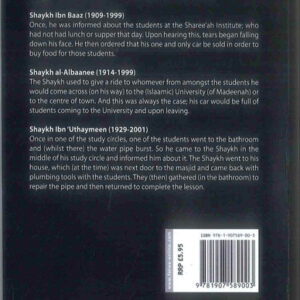 Shaykh Ibn Baaz (1909-1999)
Once, he was informed about the students at the Sharee'ah Institute; who
had not had lunch or supper that day. Upon hearing this, tears began falling
down his face. He then ordered that his one and only car be sold in order to
buy food for those students.
Shaykh al-Albaanee (1914-1999)
The Shaykh used to give a ride to whomever from amongst the students he
would come across (on his way) to the (Islamic) University (of Madeenah) or
to the centre of town. And this was always the case; his car would be full of
students coming to the University and upon leaving.
Shaykh Ibn 'Uthaymeen (1929-2001)
Once in one of the study circles, one of the students went to the bathroom
and (whilst there) the water pipe burst. So he came to the Shaykh in the
middle of his study circle and informed him about it. The Shaykh went to his
house, which (at the time) was next door to the masjid and came back with
plumbing tools with the students. They (then) gathered (in the bathroom) to
repair the pipe and then returned to complete the lesson.
ISBN 978-1-907589-00-3
RRP £5.95
9 781907 589003